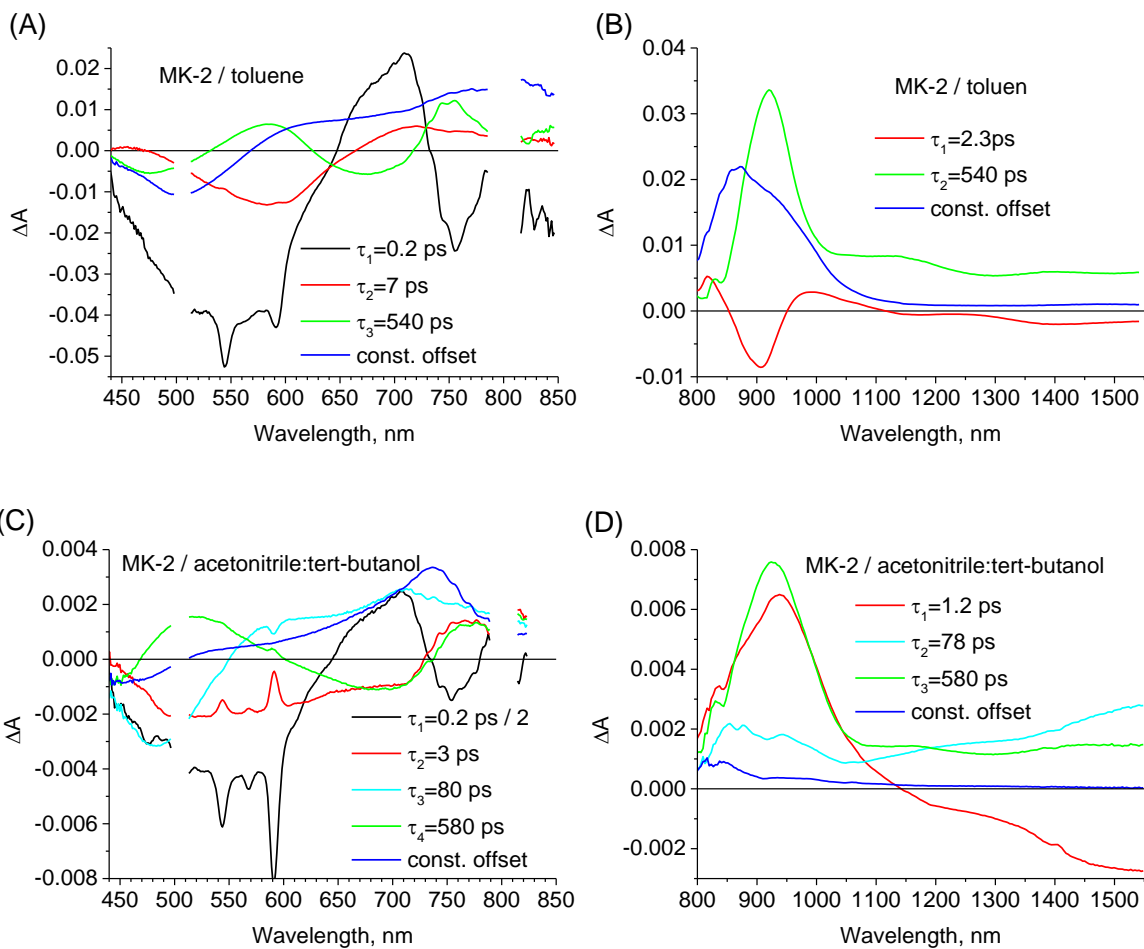 (A)
MK-2 / toluene
0.02
0.01
0.00
-0.01
-0.02
-0.03
-0.04
-0.05
ΔA
τ1=0.2 ps
τ2=7 ps
τ3=540 ps
const. offset
450 500 550 600 650 700 750 800 850
Wavelength, nm
(B)
MK-2 / toluen
0.04
0.03
0.02
0.01
0.00
-0.01
ΔA
τ1=2.3ps
τ2=540 ps
const. offset
800 900 1000 1100 1200 1300 1400 1500
Wavelength, nm
(C)
MK-2 / acetonitrile:tert-butanol
0.004
0.002
0.000
-0.002
-0.004
-0.006
-0.008
ΔA
τ1=0.2 ps / 2
τ2=3 ps
τ3=80 ps
τ4=580 ps
const. offset
450 500 550 600 650 700 750 800 850
Wavelength, nm
(D)
MK-2 / acetonitrile:tert-butanol
0.008
0.006
0.004
0.002
0.000
-0.002
ΔA
τ1=1.2 ps
τ2=78 ps
τ3=580 ps
const. offset
800 900 1000 1100 1200 1300 1400 1500
Wavelength, nm